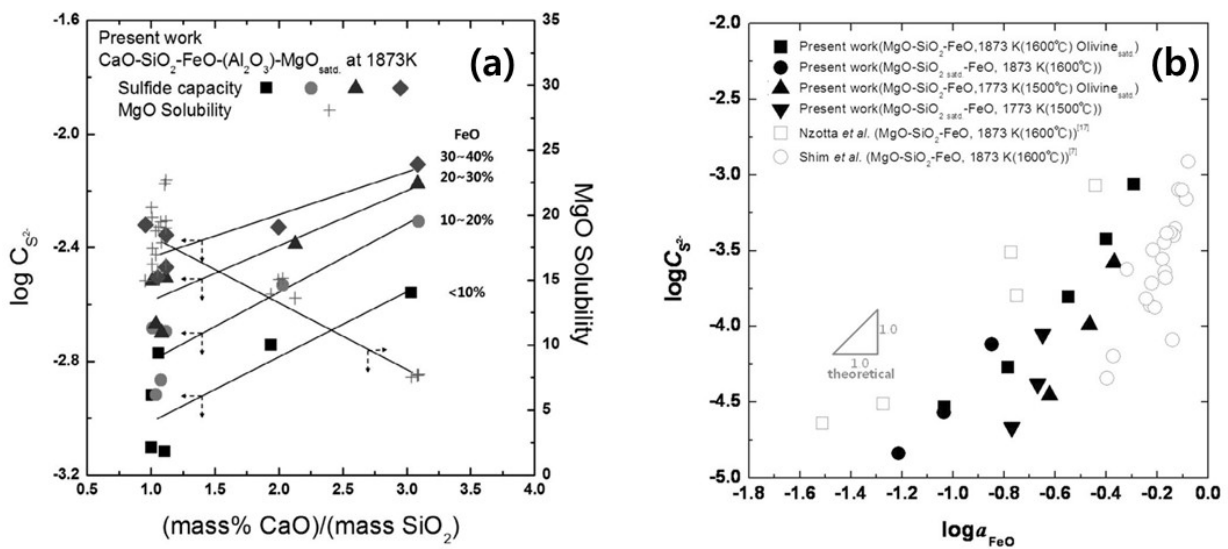 (a)
Present work
CaO-SiO2-FeO-(Al2O3)-MgOsatd. at 1873K
Sulfide capacity
MgO Solubility
FeO
30~40%
20~30%
10~20%
<10%
-1.6
-2.0
-2.4
-2.8
-3.2
log CS2-
35
30
25
20
15
10
5
0
MgO Solubility
0.5 1.0 1.5 2.0 2.5 3.0 3.5 4.0
(mass% CaO)/(mass SiO2)
(b)
Present work(MgO-SiO2-FeO,1873 K(1600℃) Olivinesatd.)
Present work(MgO-SiO2 satd.-FeO, 1873 K(1600℃))
Present work(MgO-SiO2-FeO,1773 K(1500℃) Olivinesatd.)
Present work(MgO-SiO2 satd.-FeO, 1773 K(1500℃))
Nzotta et al. (MgO-SiO2-FeO, 1873 K(1600℃))[17]
Shim et al. (MgO-SiO2-FeO, 1873 K(1600℃))[7]
1.0
1.0
theoretical
-2.0
-2.5
-3.0
-3.5
-4.0
-4.5
-5.0
logCS2-
-1.8 -1.6 -1.4 -1.2 -1.0 -0.8 -0.6 -0.4 -0.2 0.0
logaFeO